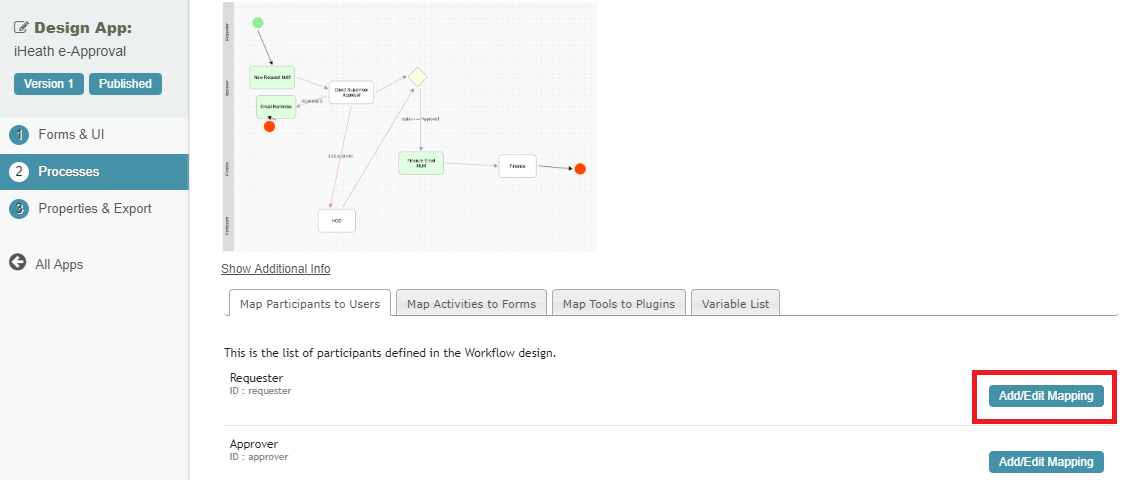 Design App:
iHeath e-Approval
Version 1 Published
1 Forms & UI
2 Processes
3 Properties & Export
All Apps
Requester
Approver
Finance
New Request Notif
Direct Supervisor
Approval
Email Reminder
Finance Email
Notif
Finance
HOD
Show Additional Info
Map Participants to Users Map Activities to Forms Map Tools to Plugins Variable List
This is the list of participants defined in the Workflow design.
Requester
ID : requester
Add/Edit Mapping
Approver
ID : approver
Add/Edit Mapping